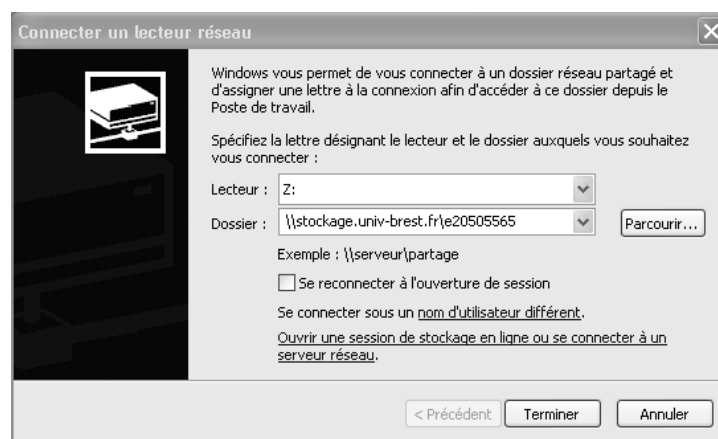 Connecter un lecteur réseau
Windows vous permet de vous connecter à un dossier réseau partagé et
d'assigner une lettre à la connexion afin d'accéder à ce dossier depuis le
Poste de travail.
Spécifiez la lettre désignant le lecteur et le dossier auxquels vous souhaitez
vous connecter :
Lecteur : Z:
Dossier : \\stockage.univ-brest.fr\e20505565 Parcourir...
Exemple : \\serveur\partage
Se reconnecter à l'ouverture de session
Se connecter sous un nom d'utilisateur différent.
Ouvrir une session de stockage en ligne ou se connecter à un
serveur réseau.
< Précédent Terminer Annuler